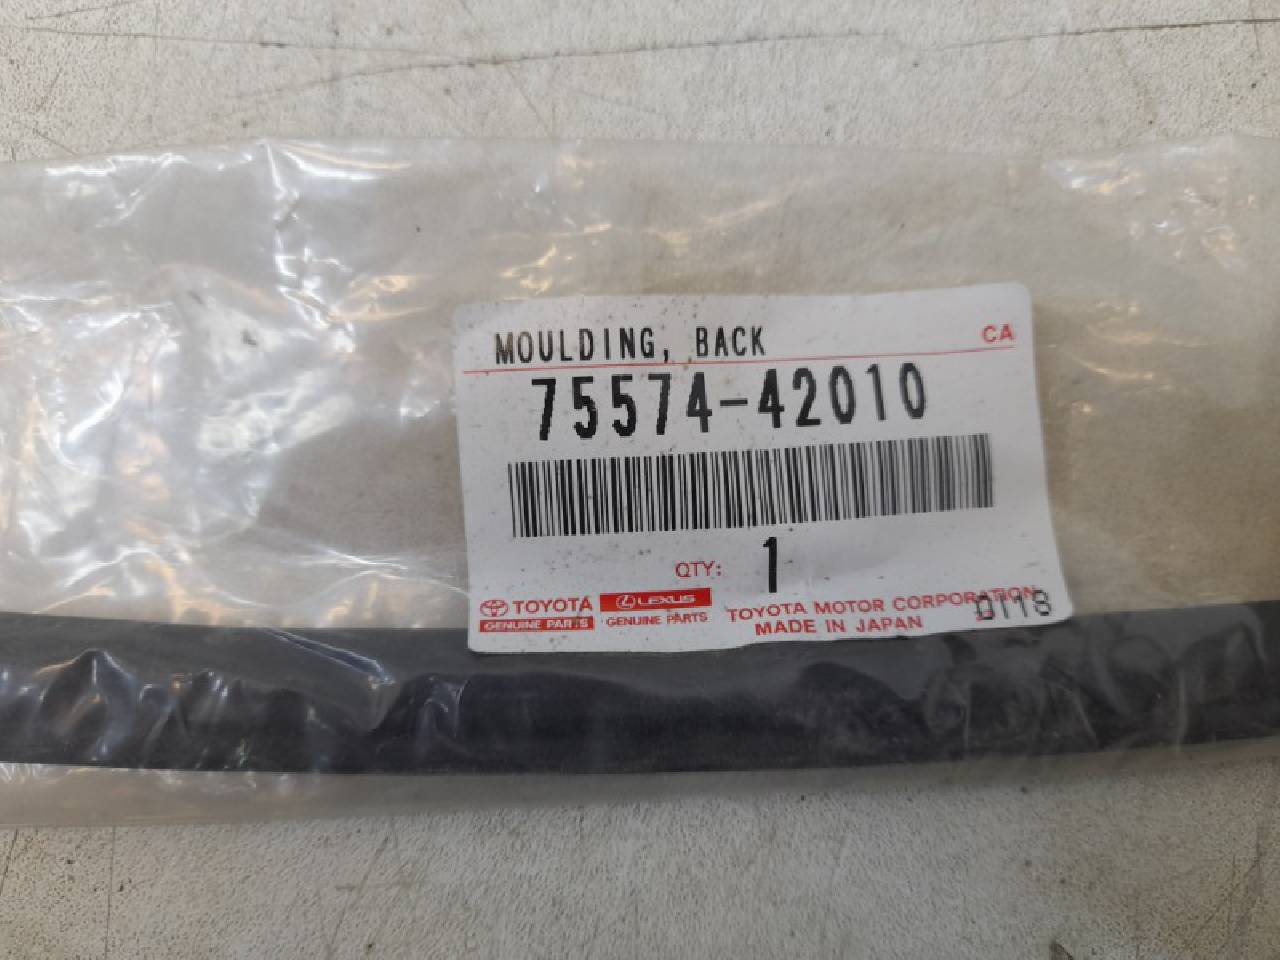 MOULDING, BACK CA
75574-42010
QTY: 1
TOYOTA LEXUS
GENUINE PARTS GENUINE PARTS
TOYOTA MOTOR CORPORATION
MADE IN JAPAN 0118